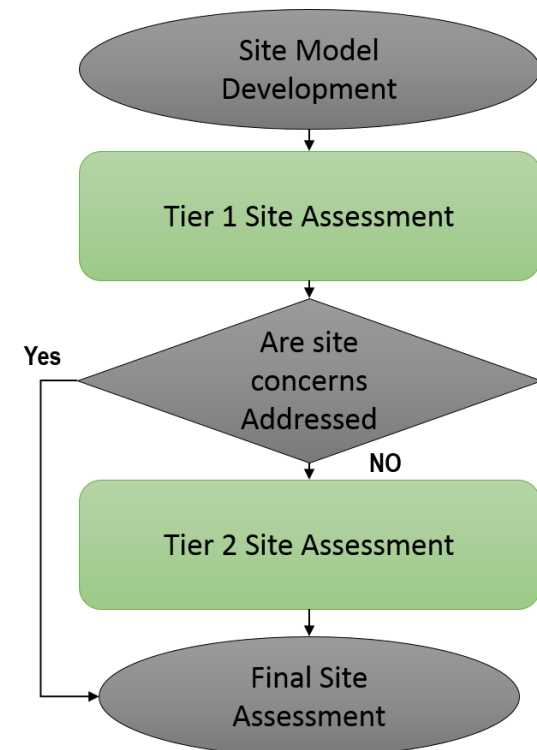 Site Model
Development
Tier 1 Site Assessment
Are site
concerns
Addressed
Yes
NO
Tier 2 Site Assessment
Final Site
Assessment